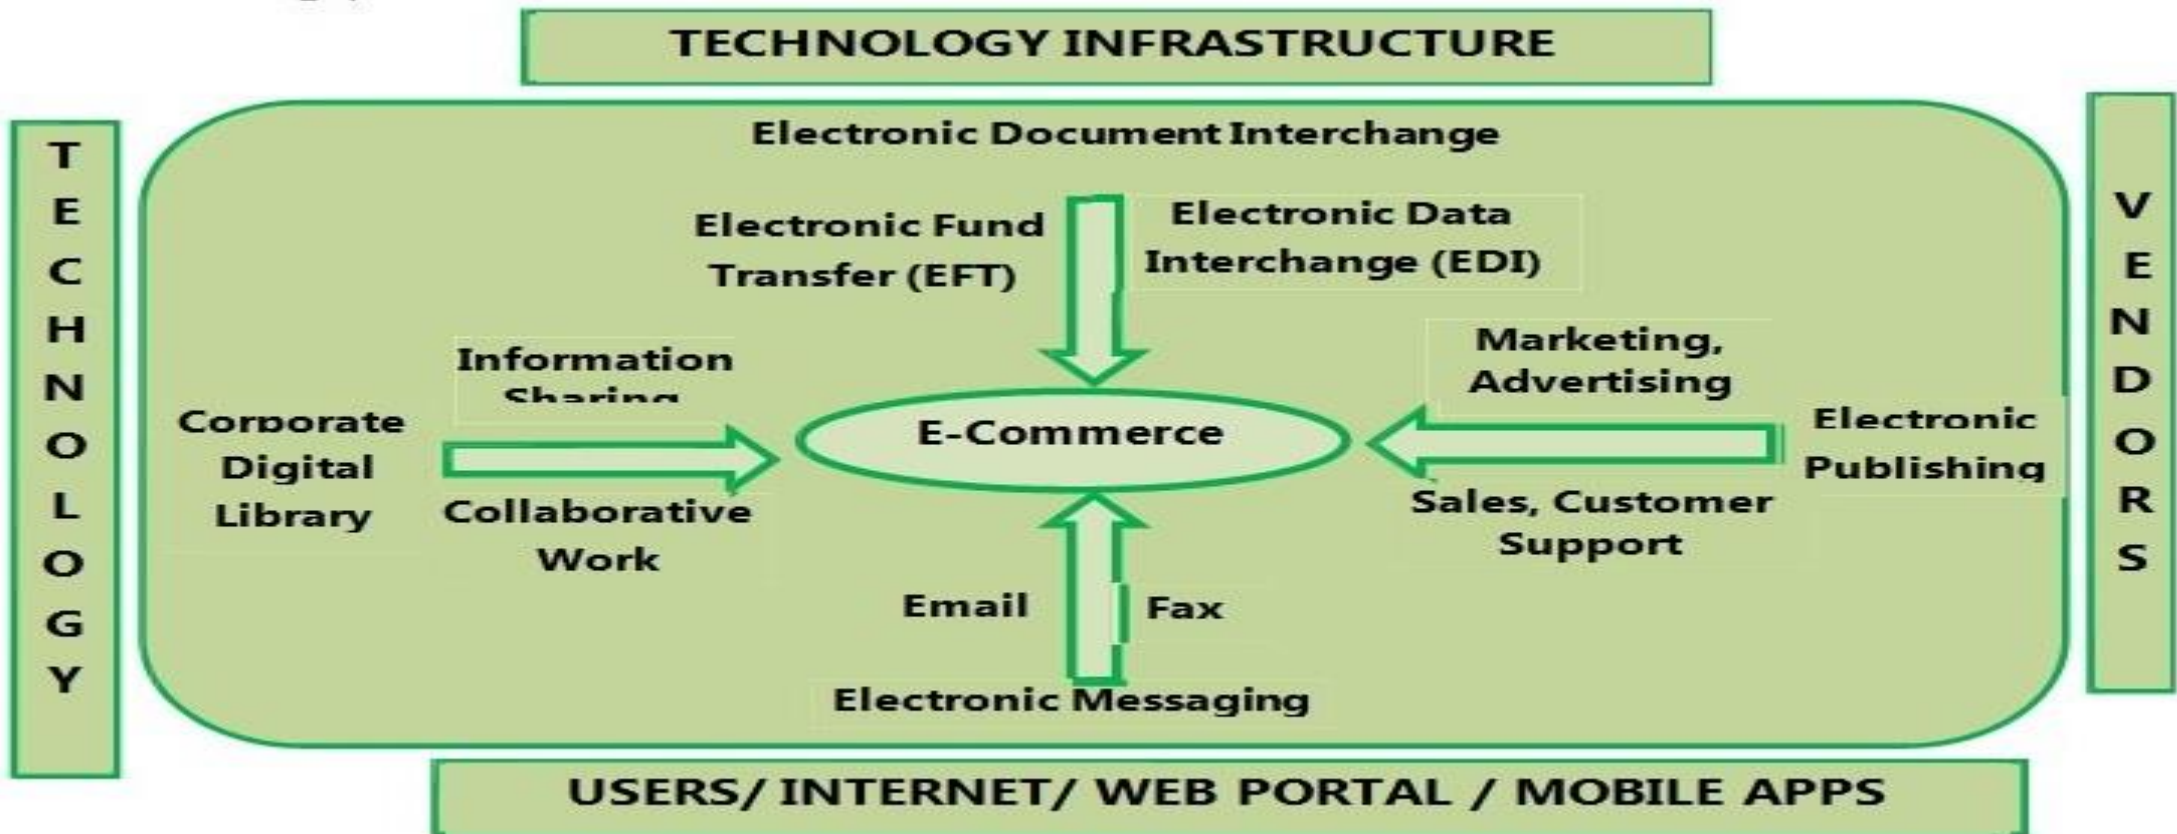 TECHNOLOGY INFRASTRUCTURE
TECHNOLOGY
Electronic Document Interchange
Electronic Fund
Transfer (EFT)
Electronic Data
Interchange (EDI)
Information
Sharing
Corporate
Digital
Library
Collaborative
Work
E-Commerce
Marketing,
Advertising
Electronic
Publishing
Sales, Customer
Support
Email
Fax
Electronic Messaging
VENDORS
USERS/ INTERNET/ WEB PORTAL / MOBILE APPS